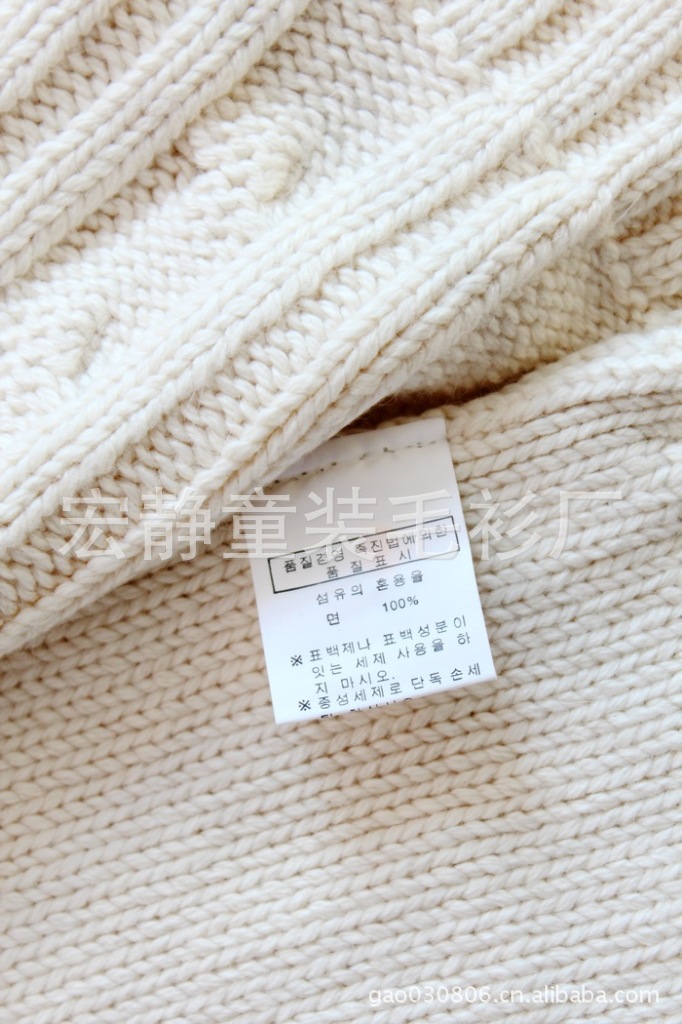 宏静童装毛衫厂
품질경영 촉진법에의한
품 질 표 시
섬유의 혼용율
면 100%
※ 표백제나 표백성분이
잇는 세제 사용을 하
지 마시오.
※ 중성세제로 단독 손세
gao030806.cn.alibaba.com